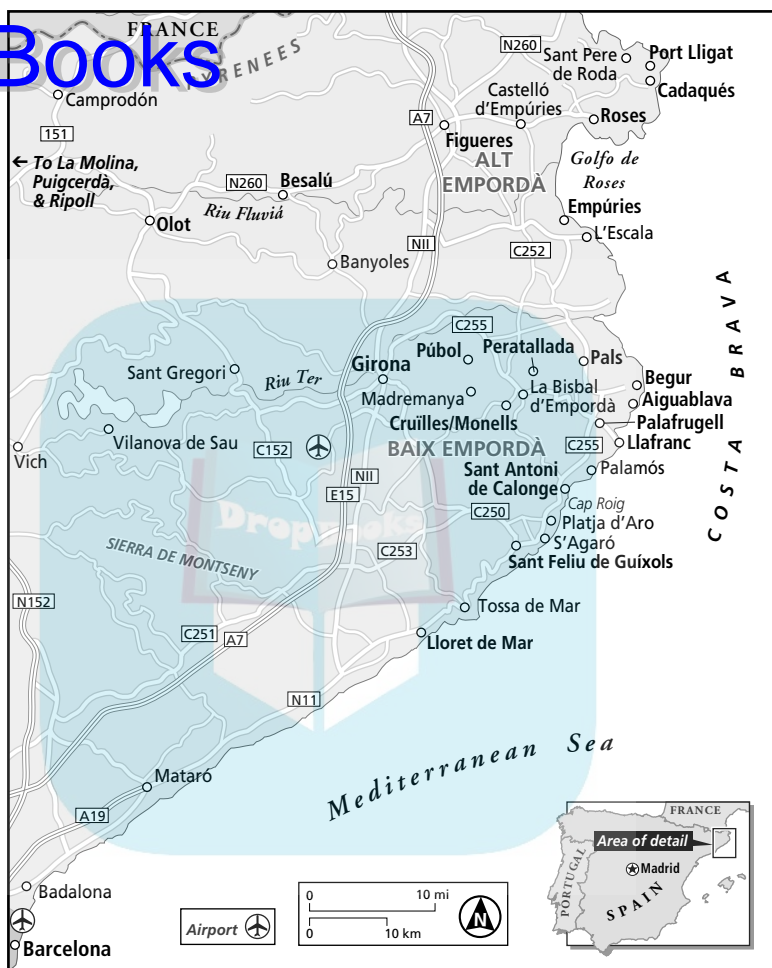 FRANCE
Books
PYRENEES
N260
Sant Pere
de Roda
Port Lligat
Camprodón
Cadaqués
Castelló
d'Empúries
A7
Roses
151
Figueres
← To La Molina,
Puigcerdà,
& Ripoll
ALT
EMPORDÀ
Golfo de
Roses
N260
Besalú
Riu Fluviá
Olot
Empúries
L'Escala
NII
C252
Banyoles
COSTA BRAVA
C255
Púbol
Peratallada
Pals
Sant Gregori
Girona
Riu Ter
Begur
Madremanya
La Bisbal
d'Empordà
Aiguablava
Cruïlles/Monells
Palafrugell
Vilanova de Sau
BAIX EMPORDÀ
C255
Llafranc
Vich
C152
Palamós
NII
Sant Antoni
de Calonge
E15
Cap Roig
C250
Drop Books
Platja d'Aro
S'Agaró
SIERRA DE MONTSENY
C253
Sant Feliu de Guíxols
N152
Tossa de Mar
C251
A7
Lloret de Mar
N11
Mediterranean Sea
Mataró
A19
FRANCE
Area of detail
Madrid
PORTUGAL
SPAIN
Badalona
0 10 mi
0 10 km
N
Airport
Barcelona